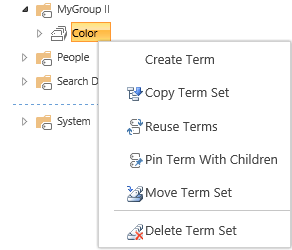 MyGroup II
Color
People
Search D
System
Create Term
Copy Term Set
Reuse Terms
Pin Term With Children
Move Term Set
Delete Term Set